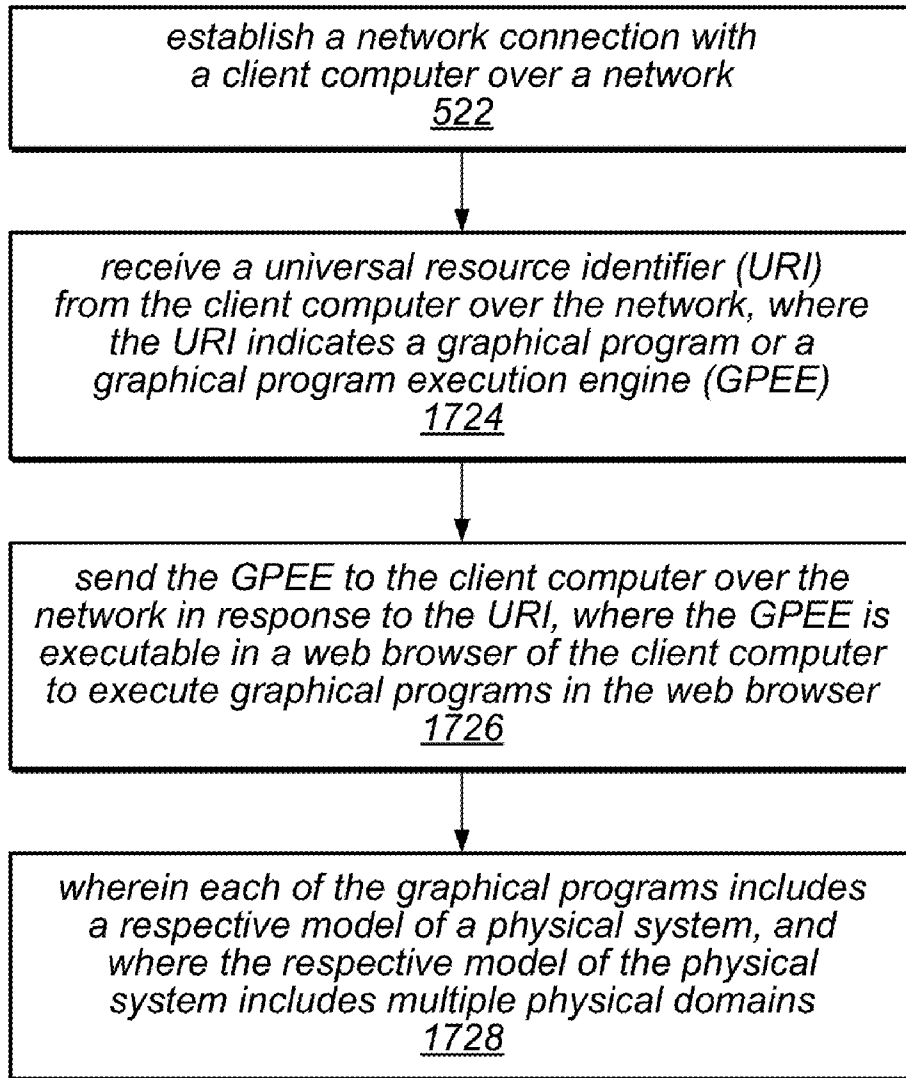 establish a network connection with
a client computer over a network
522
receive a universal resource identifier (URI)
from the client computer over the network, where
the URI indicates a graphical program or a
graphical program execution engine (GPEE)
1724
send the GPEE to the client computer over the
network in response to the URI, where the GPEE is
executable in a web browser of the client computer
to execute graphical programs in the web browser
1726
wherein each of the graphical programs includes
a respective model of a physical system, and
where the respective model of the physical
system includes multiple physical domains
1728